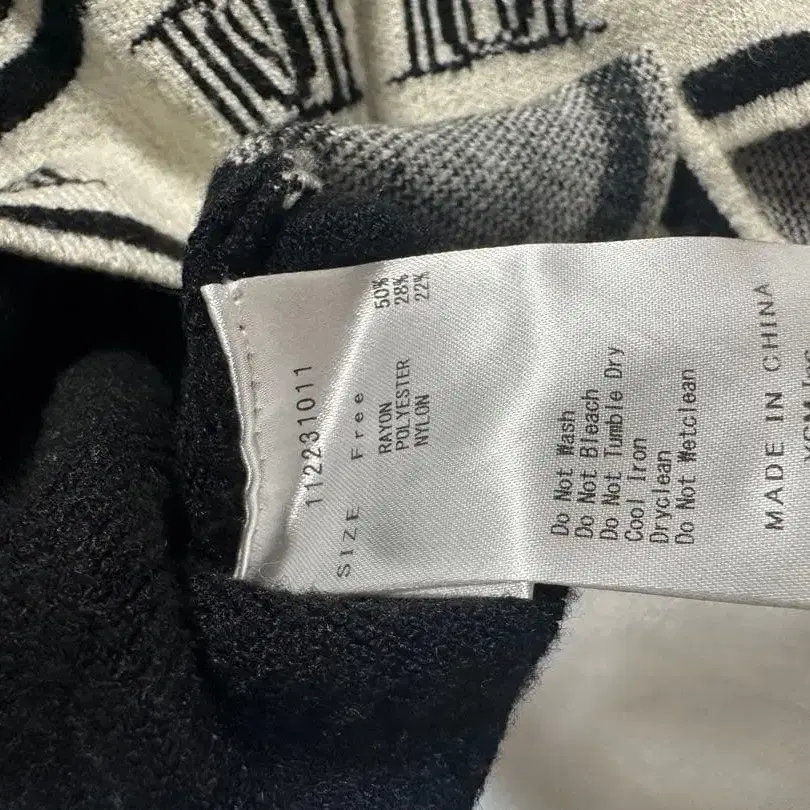 112231011
SIZE Free
RAYON 50%
POLYESTER 28%
NYLON 22%
Do Not Wash
Do Not Bleach
Do Not Tumble Dry
Cool Iron
Dryclean
Do Not Wetclean
MADE IN CHINA